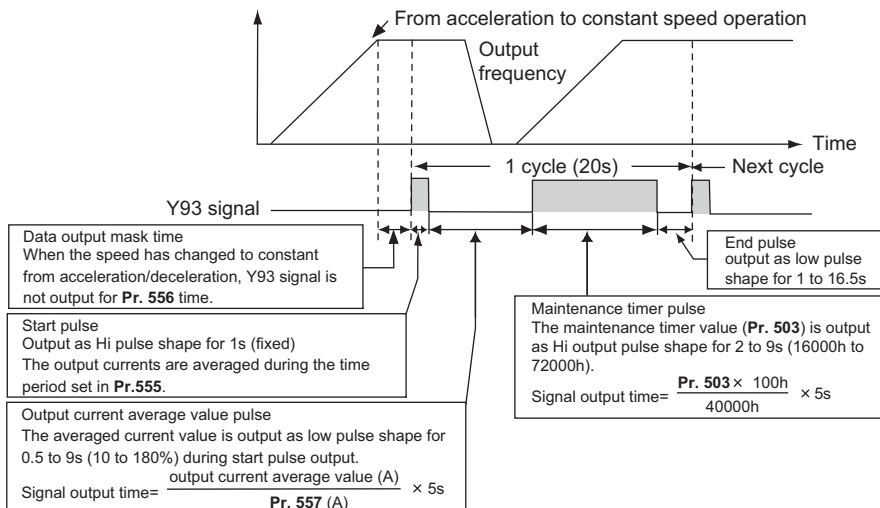 From acceleration to constant speed operation
Output
frequency
Time
1 cycle (20s)
Next cycle
Y93 signal
Data output mask time
When the speed has changed to constant
from acceleration/deceleration, Y93 signal is
not output for Pr. 556 time.
End pulse
output as low pulse
shape for 1 to 16.5s
Start pulse
Output as Hi pulse shape for 1s (fixed)
The output currents are averaged during the time
period set in Pr.555.
Maintenance timer pulse
The maintenance timer value (Pr. 503) is output
as Hi output pulse shape for 2 to 9s (16000h to
72000h).
Signal output time= Pr. 503 × 100h / 40000h × 5s
Output current average value pulse
The averaged current value is output as low pulse shape for
0.5 to 9s (10 to 180%) during start pulse output.
Signal output time= output current average value (A) / Pr. 557 (A) × 5s